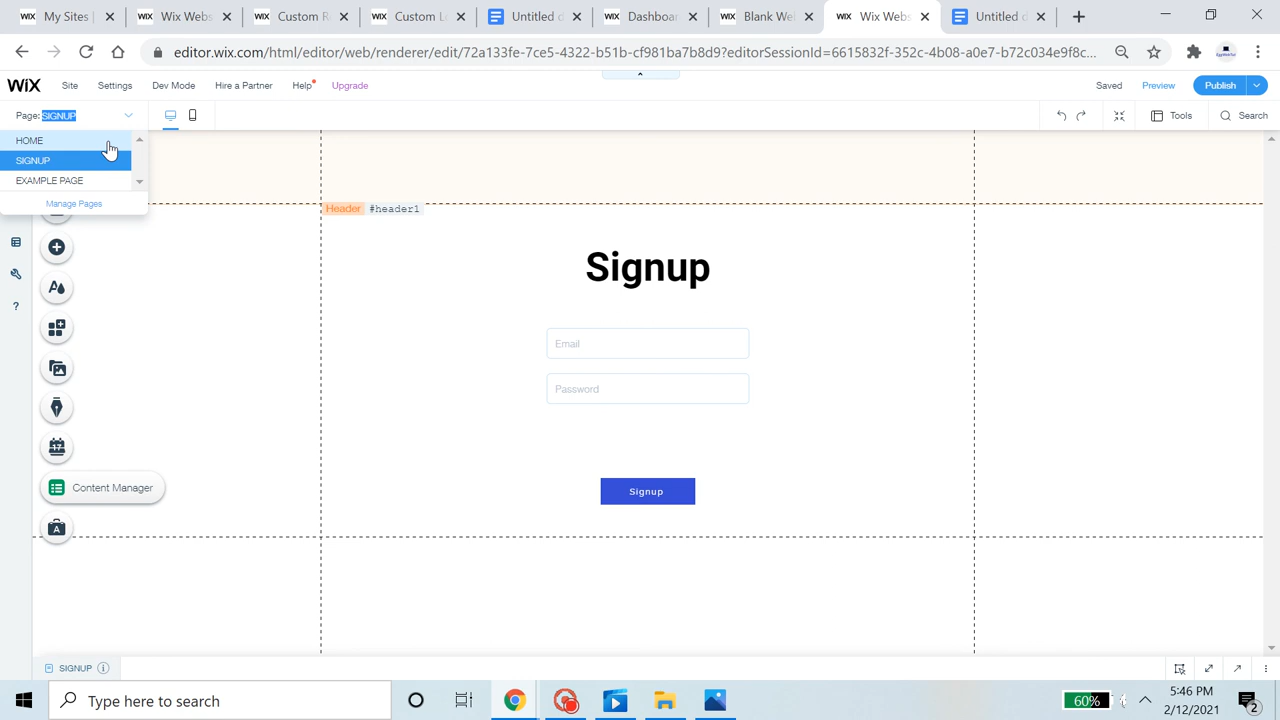 My Sites
Wix Webs
Custom R
Custom L
Untitled d
Dashboar
Blank We
Wix Webs
Untitled d
editor.wix.com/html/editor/web/renderer/edit/72a133fe-7ce5-4322-b51b-cf981ba7b8d9?editorSessionId=6615832f-352c-4b08-a0e7-b72c034e9f8c...
WIX Site Settings Dev Mode Hire a Partner Help Upgrade Saved Preview Publish
Page: SIGNUP Tools Search
HOME
SIGNUP
EXAMPLE PAGE
Manage Pages
Header #header1
Signup
Email
Password
Content Manager
Signup
SIGNUP
Type here to search
60%
5:46 PM
2/12/2021
2